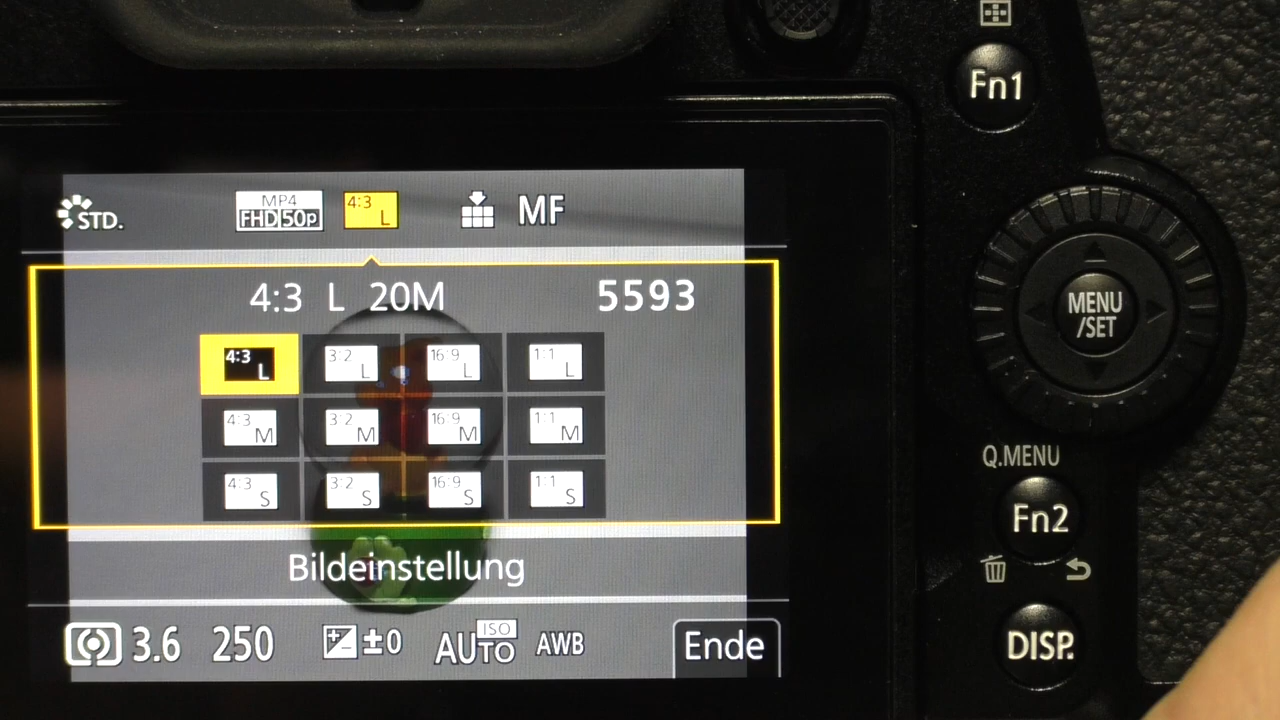 Fn1
STD.
MP4
FHD 50p
4:3 L
MF
4:3 L 20M 5593
4:3 L 3:2 L 16:9 L 1:1 L
4:3 M 3:2 M 16:9 M 1:1 M
4:3 S 3:2 S 16:9 S 1:1 S
Bildeinstellung
3.6 250 ±0 AUTO ISO AWB Ende
MENU
/SET
Q.MENU
Fn2
DISP.